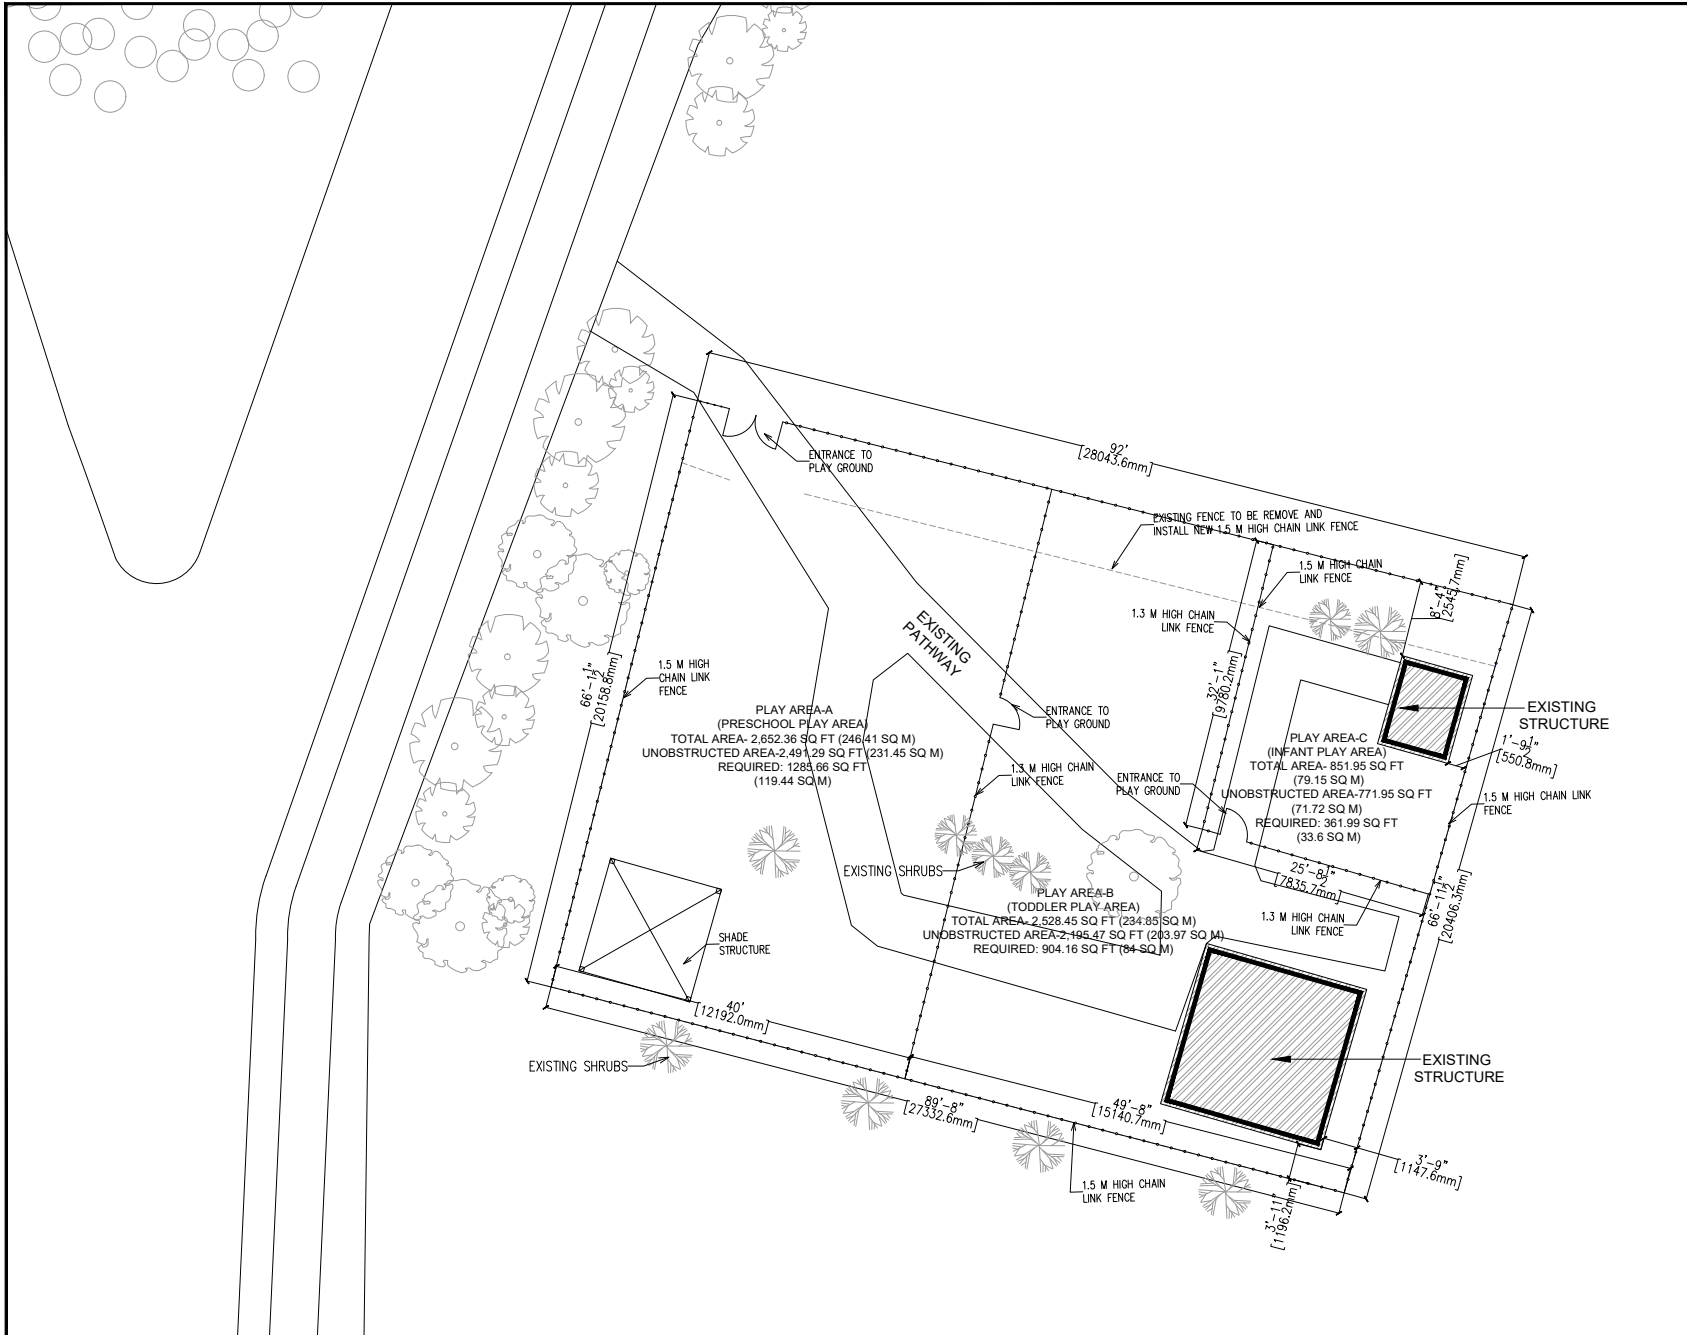 92'
[28043.6mm]
ENTRANCE TO
PLAY GROUND
EXISTING FENCE TO BE REMOVE AND
INSTALL NEW 1.5 M HIGH CHAIN LINK FENCE
1.5 M HIGH CHAIN
LINK FENCE
8'-4"
[2545.7mm]
1.3 M HIGH CHAIN
LINK FENCE
EXISTING
PATHWAY
66'-1 1/2"
[20158.8mm]
1.5 M HIGH
CHAIN LINK
FENCE
32'-1"
[9780.2mm]
PLAY AREA-A
(PRESCHOOL PLAY AREA)
TOTAL AREA- 2,652.36 SQ FT (246.41 SQ M)
UNOBSTRUCTED AREA-2,491.29 SQ FT (231.45 SQ M)
REQUIRED: 1285.66 SQ FT
(119.44 SQ M)
ENTRANCE TO
PLAY GROUND
EXISTING
STRUCTURE
PLAY AREA-C
(INFANT PLAY AREA)
TOTAL AREA- 851.95 SQ FT
(79.15 SQ M)
UNOBSTRUCTED AREA-771.95 SQ FT
(71.72 SQ M)
REQUIRED: 361.99 SQ FT
(33.6 SQ M)
1'-9 1/2"
[550.8mm]
1.3 M HIGH CHAIN
LINK FENCE
ENTRANCE TO
PLAY GROUND
1.5 M HIGH CHAIN LINK
FENCE
EXISTING SHRUBS
25'-8 1/2"
[7835.7mm]
PLAY AREA-B
(TODDLER PLAY AREA)
TOTAL AREA- 2,528.45 SQ FT (234.85 SQ M)
UNOBSTRUCTED AREA-2,195.47 SQ FT (203.97 SQ M)
REQUIRED: 904.16 SQ FT (84 SQ M)
1.3 M HIGH CHAIN
LINK FENCE
66'-11 1/2"
[20406.3mm]
SHADE
STRUCTURE
40'
[12192.0mm]
EXISTING SHRUBS
EXISTING
STRUCTURE
89'-8"
[27332.6mm]
49'-8"
[15140.7mm]
3'-9"
[1147.6mm]
1.5 M HIGH CHAIN
LINK FENCE
3'-11"
[1196.2mm]